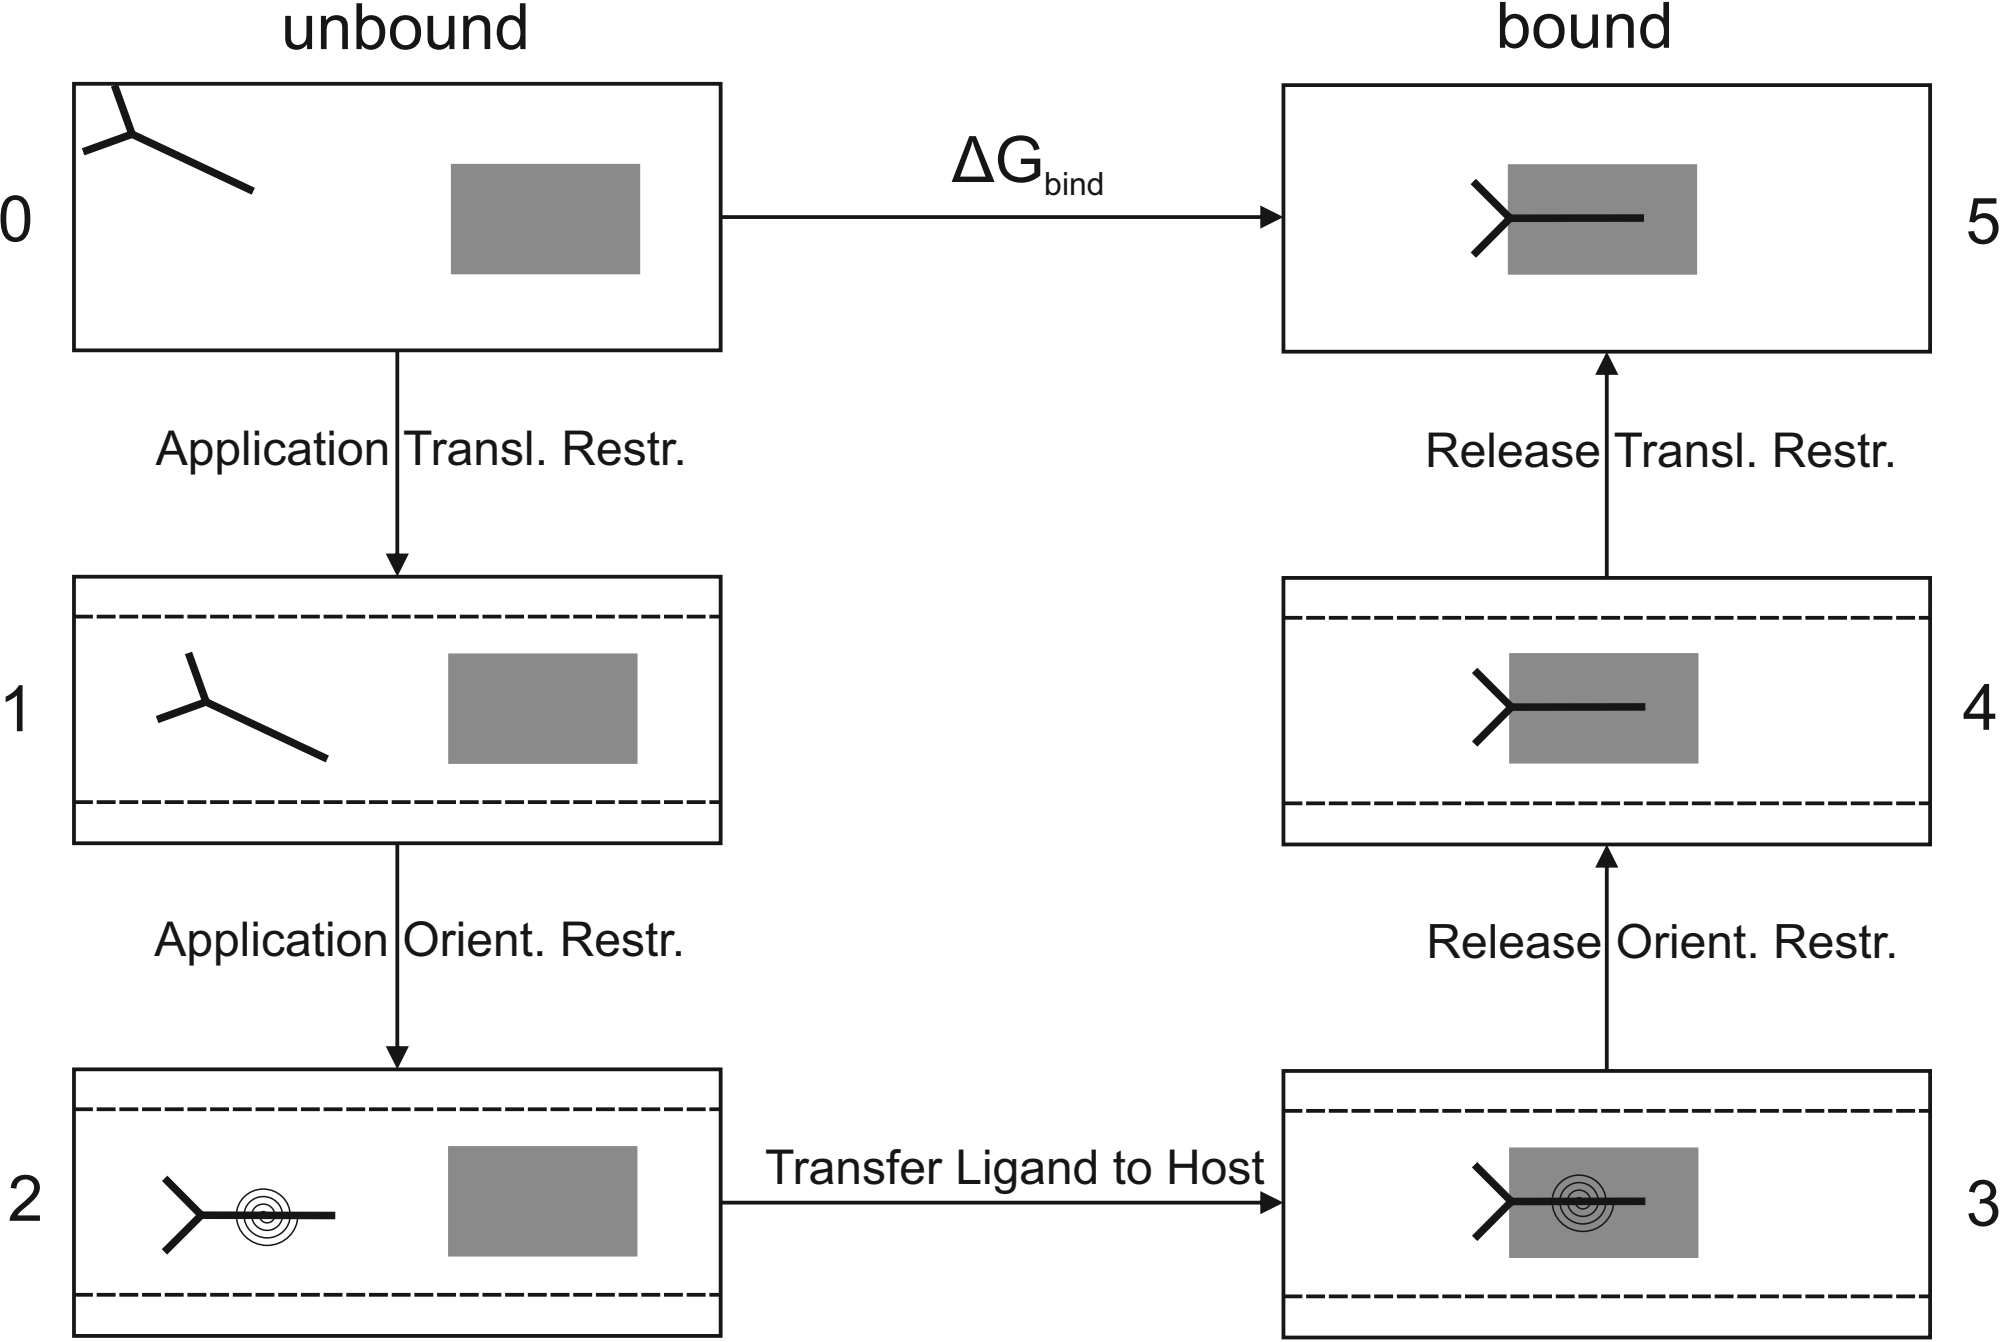 unbound
bound
0
ΔGbind
5
Application Transl. Restr.
Release Transl. Restr.
1
4
Application Orient. Restr.
Release Orient. Restr.
2
Transfer Ligand to Host
3